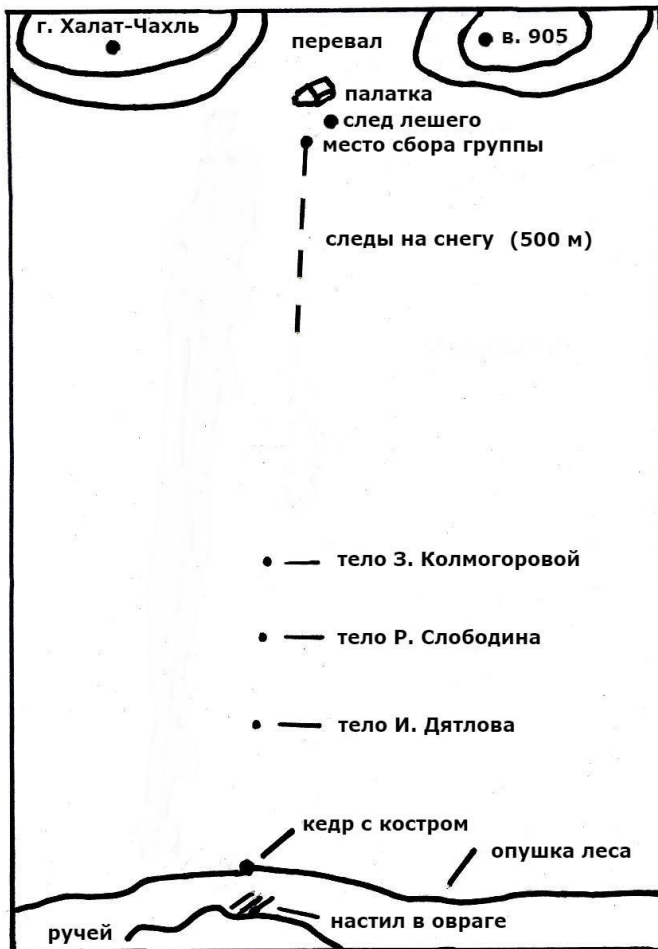 г. Халат-Чахль
перевал
в. 905
палатка
след лешего
место сбора группы
следы на снегу (500 м)
тело З. Колмогоровой
тело Р. Слободина
тело И. Дятлова
кедр с костром
опушка леса
настил в овраге
ручей